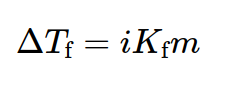 ΔT_f = iK_f m